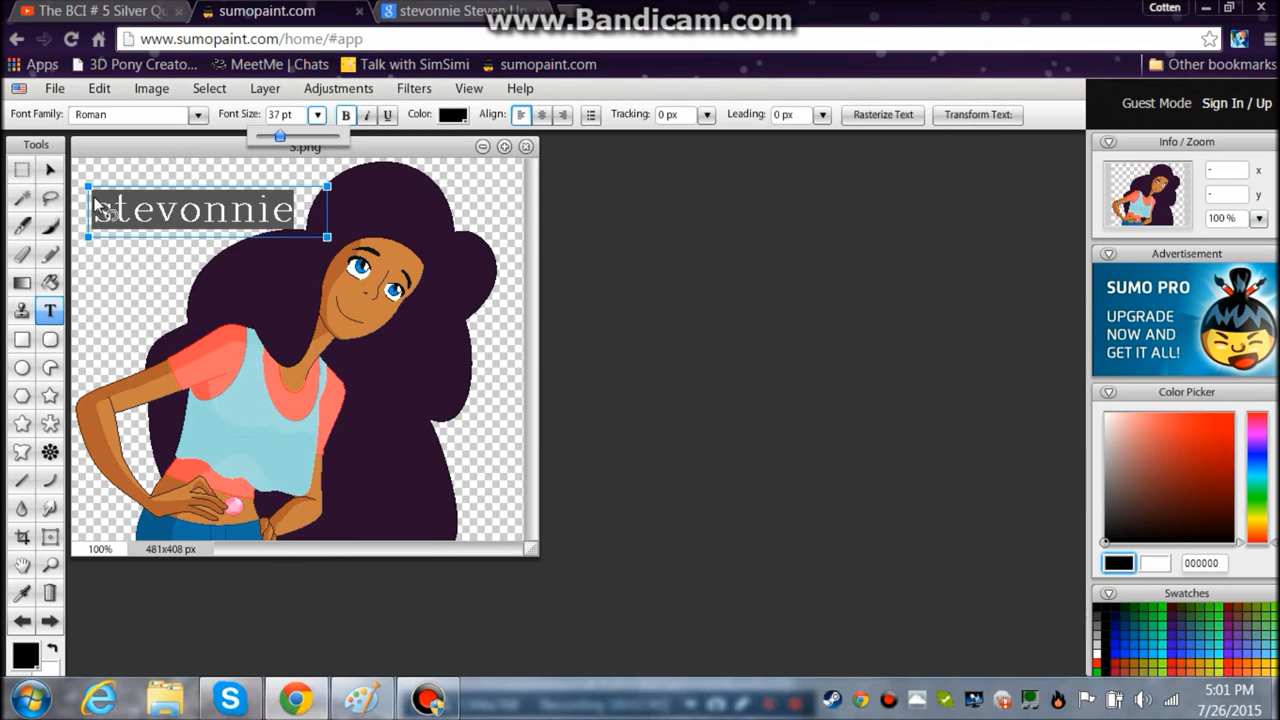 The BCI # 5 Silver Qu
sumopaint.com
stevonnie Steven Un
www.Bandicam.com
Cotten
www.sumopaint.com/home/#app
Apps
3D Pony Creato...
MeetMe | Chats
Talk with SimSimi
sumopaint.com
Other bookmarks
File Edit Image Select Layer Adjustments Filters View Help
Font Family: Roman Font Size: 37 pt B i U Color: Align: Tracking: 0 px Leading: 0 px Rasterize Text Transform Text:
Guest Mode Sign In / Up
Tools
3.png
Info / Zoom
- x
- y
100 %
stevonnie
T
Advertisement
SUMO PRO
UPGRADE
NOW AND
GET IT ALL!
Color Picker
000000
Swatches
100% 481x408 px
5:01 PM
7/26/2015